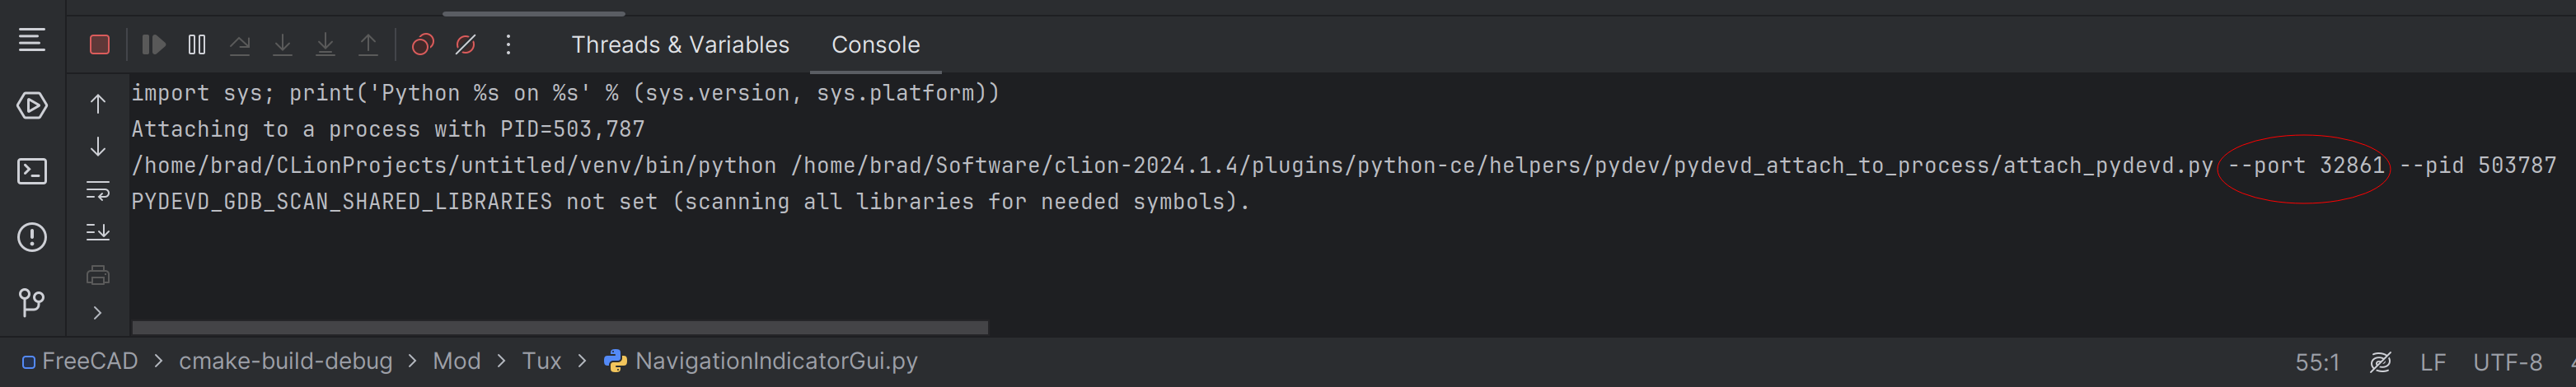 Threads & Variables Console
import sys; print('Python %s on %s' % (sys.version, sys.platform))
Attaching to a process with PID=503,787
/home/brad/CLionProjects/untitled/venv/bin/python /home/brad/Software/clion-2024.1.4/plugins/python-ce/helpers/pydev/pydevd_attach_to_process/attach_pydevd.py --port 32861 --pid 503787
PYDEVD_GDB_SCAN_SHARED_LIBRARIES not set (scanning all libraries for needed symbols).
FreeCAD > cmake-build-debug > Mod > Tux > NavigationIndicatorGui.py 55:1 LF UTF-8